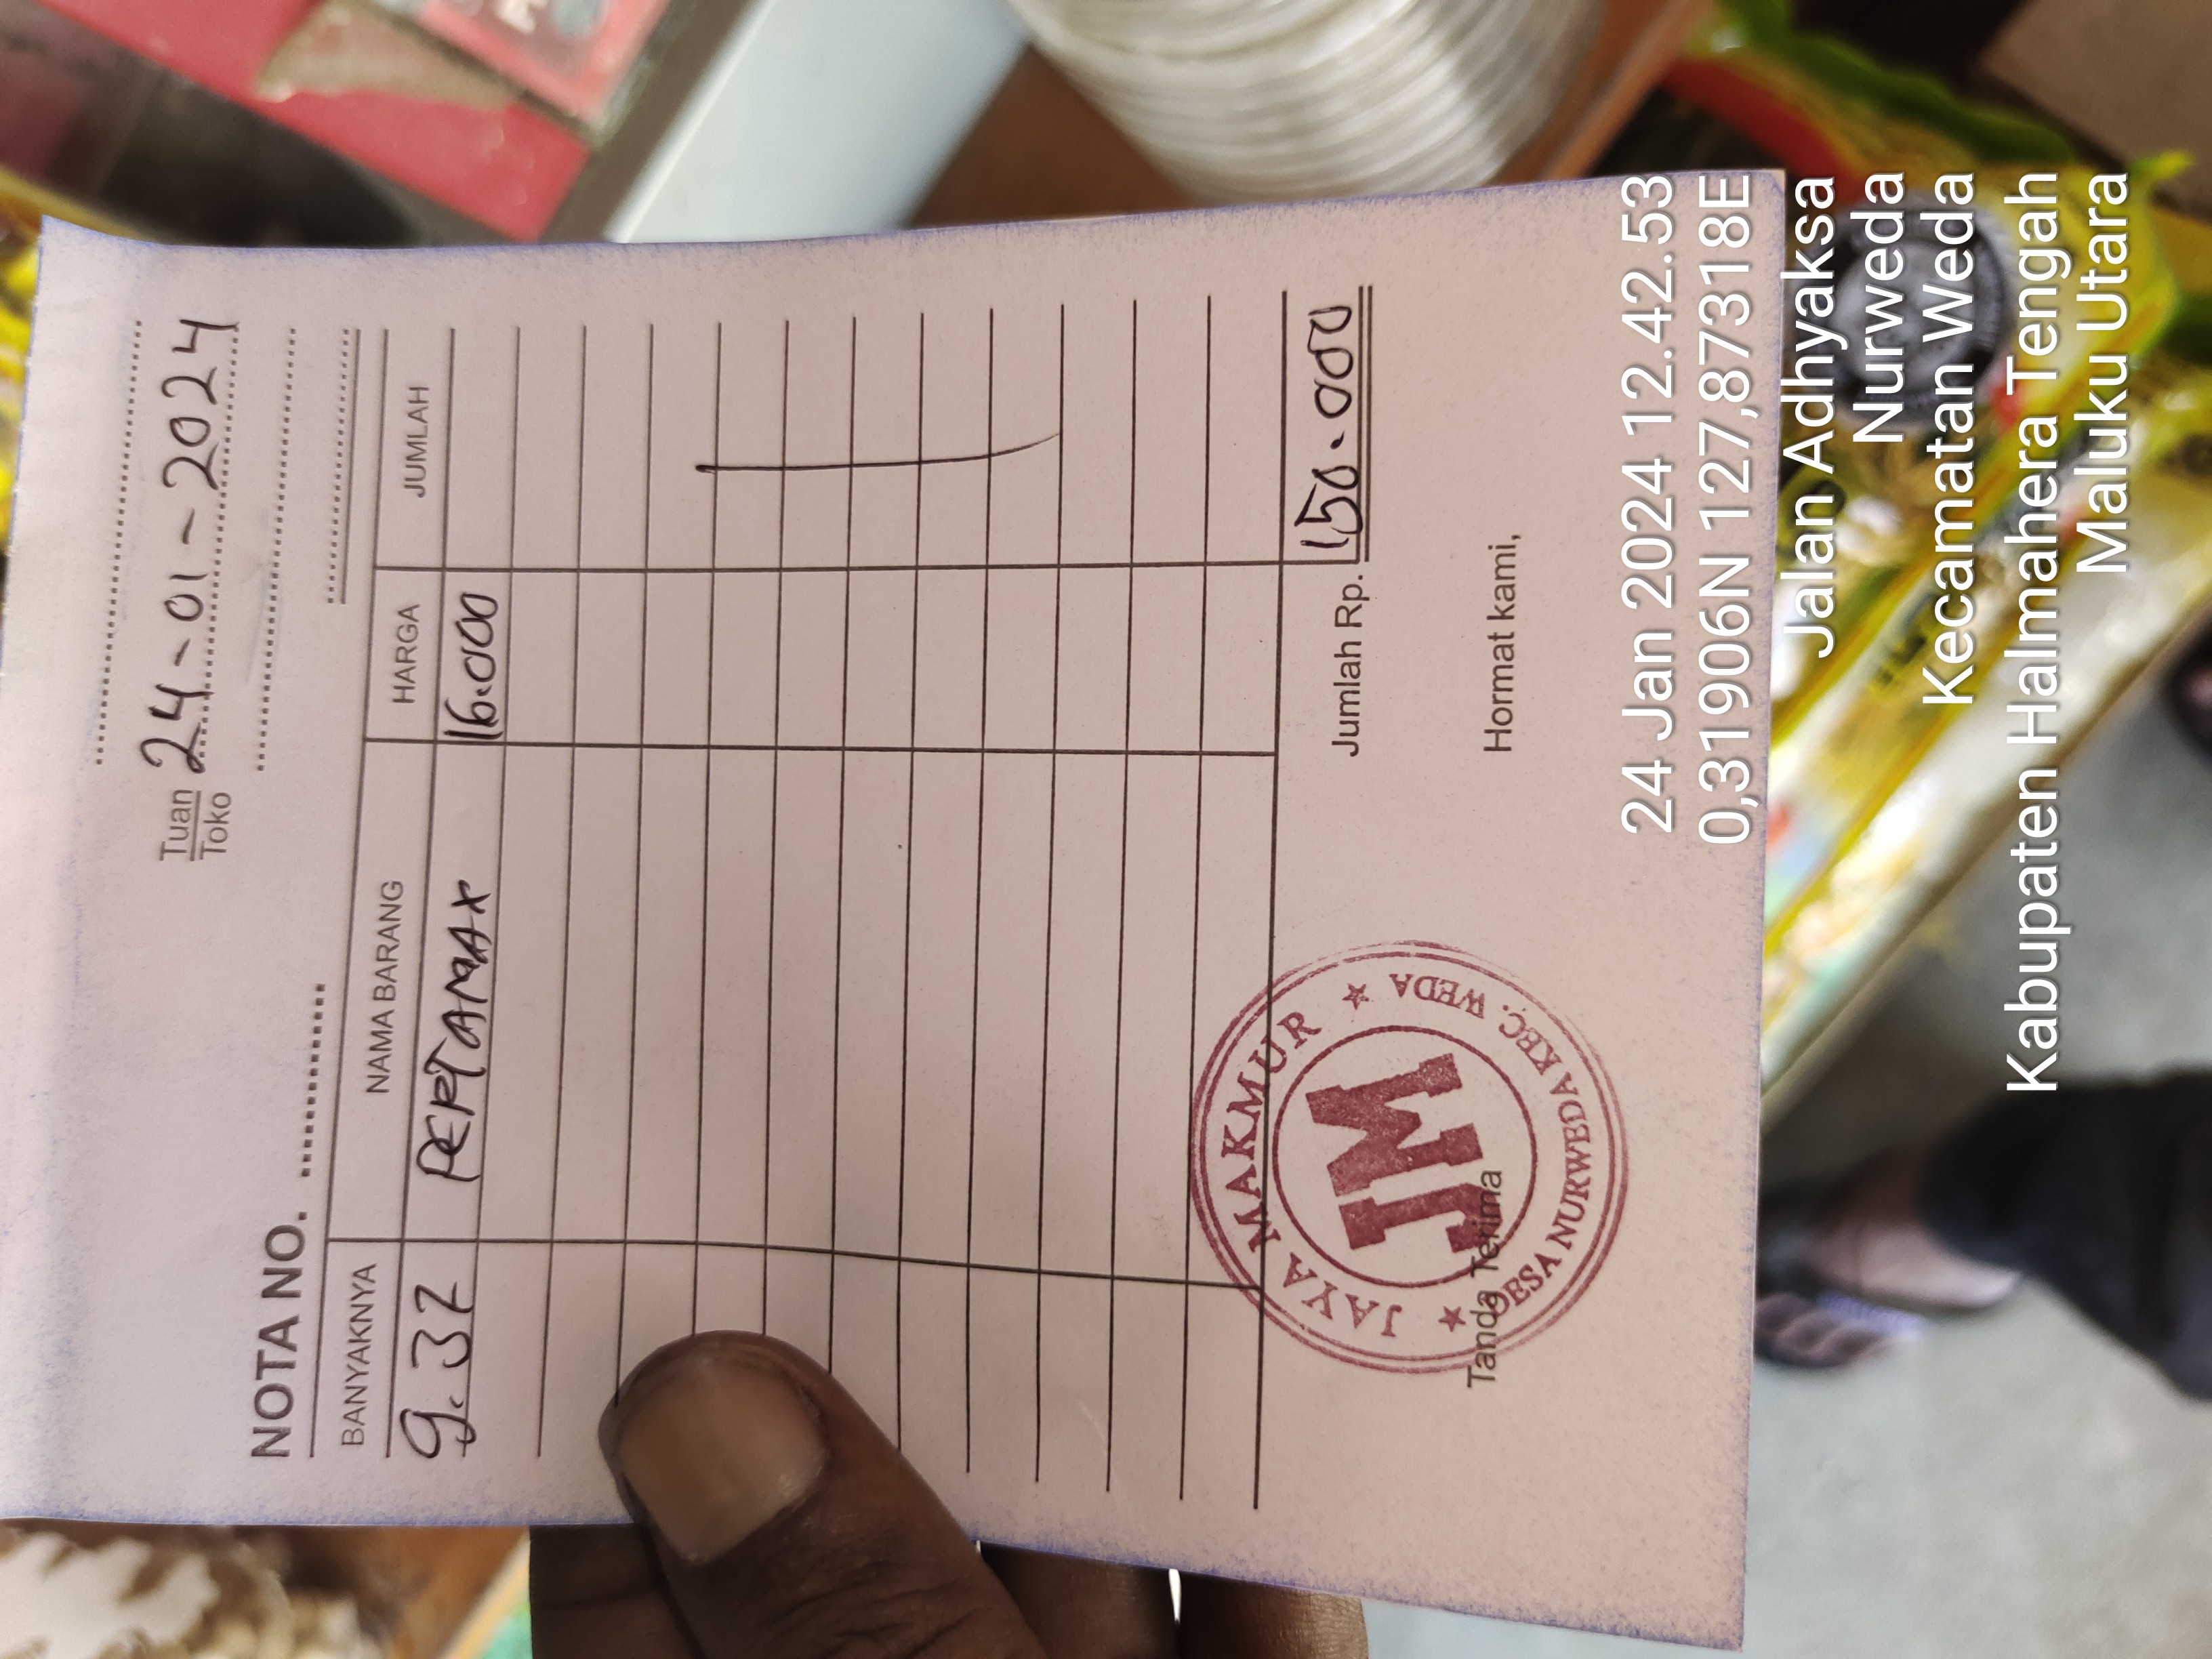 Tuan 24-01-2024
Toko
NOTA NO.
BANYAKNYA NAMA BARANG HARGA JUMLAH
9.37 PERTAMAX 16.000
Jumlah Rp. 150.000
Tanda Terima Hormat kami,
JAYA MAKMUR
JM
DESA NURWEDA KEC. WEDA
24 Jan 2024 12.42.53
0,319906N 127,877318E
Jalan Adhyaksa
Nurweda
Kecamatan Weda
Kabupaten Halmahera Tengah
Maluku Utara